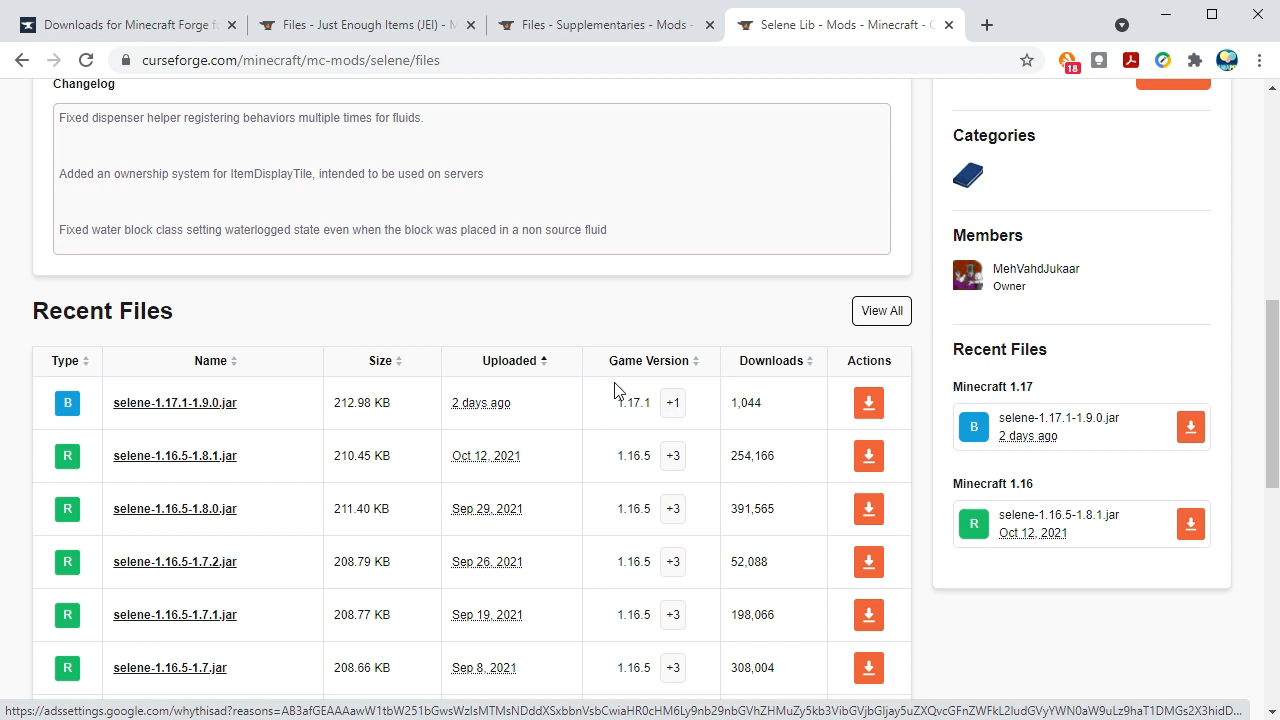 Downloads for Minecraft Forge f
Files - Just Enough Items (JEI) - M
Files - Supplementaries - Mods -
Selene Lib - Mods - Minecraft - C
curseforge.com/minecraft/mc-mods/selene/files
18
Changelog
Fixed dispenser helper registering behaviors multiple times for fluids.
Added an ownership system for ItemDisplayTile, intended to be used on servers
Fixed water block class setting waterlogged state even when the block was placed in a non source fluid
Recent Files
View All
Type Name Size Uploaded Game Version Downloads Actions
B selene-1.17.1-1.9.0.jar 212.98 KB 2 days ago 1.17.1 +1 1,044
R selene-1.16.5-1.8.1.jar 210.45 KB Oct 12, 2021 1.16.5 +3 254,166
R selene-1.16.5-1.8.0.jar 211.40 KB Sep 29, 2021 1.16.5 +3 391,565
R selene-1.16.5-1.7.2.jar 208.79 KB Sep 26, 2021 1.16.5 +3 52,088
R selene-1.16.5-1.7.1.jar 208.77 KB Sep 19, 2021 1.16.5 +3 198,066
R selene-1.16.5-1.7.jar 208.66 KB Sep 8, 2021 1.16.5 +3 308,004
Categories
Members
MehVahdJukaar
Owner
Recent Files
Minecraft 1.17
B selene-1.17.1-1.9.0.jar
2 days ago
Minecraft 1.16
R selene-1.16.5-1.8.1.jar
Oct 12, 2021